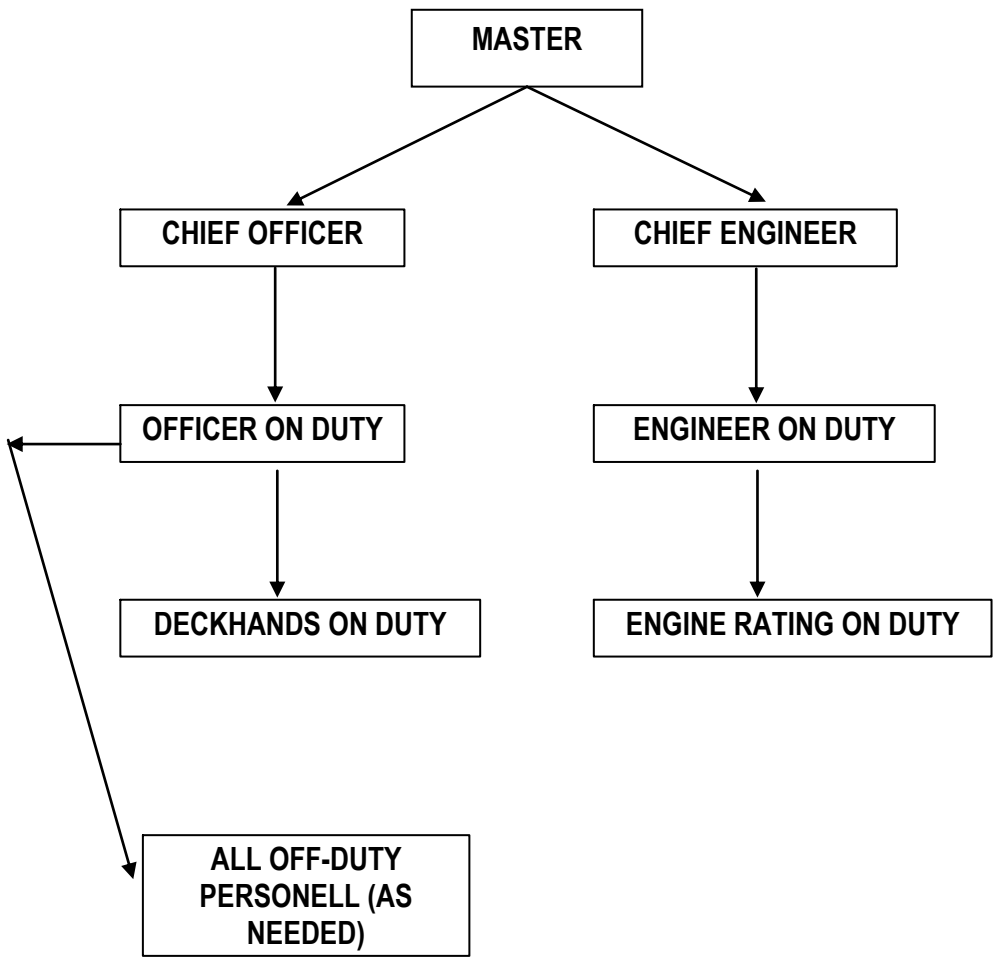 MASTER
CHIEF OFFICER
CHIEF ENGINEER
OFFICER ON DUTY
ENGINEER ON DUTY
DECKHANDS ON DUTY
ENGINE RATING ON DUTY
ALL OFF-DUTY
PERSONELL (AS
NEEDED)